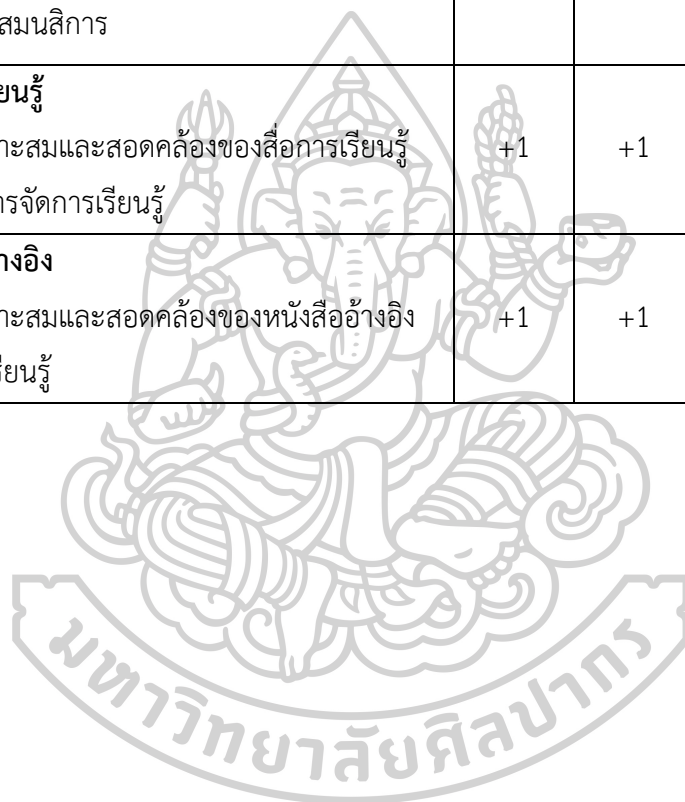 สมนสิการ
ยนรู้
าะสมและสอดคล้องของสื่อการเรียนรู้ +1 +1
ารจัดการเรียนรู้
างอิง
าะสมและสอดคล้องของหนังสืออ้างอิง +1 +1
รียนรู้
มหาวิทยาลัยศิลปากร